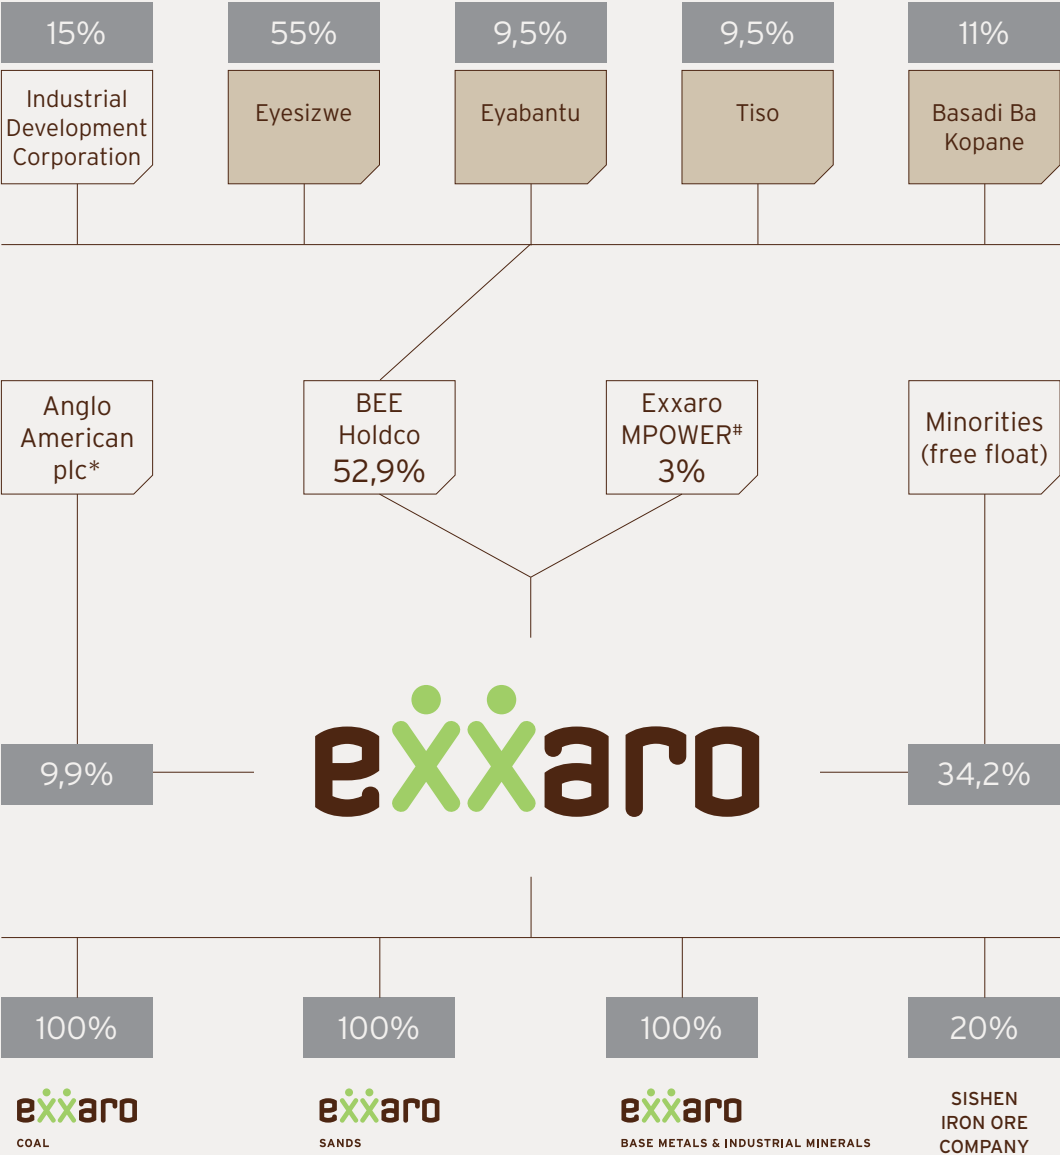 15%
55%
9,5%
9,5%
11%
Industrial
Development
Corporation
Eyesizwe
Eyabantu
Tiso
Basadi Ba
Kopane
Anglo
American
plc*
BEE
Holdco
52,9%
Exxaro
MPOWER#
3%
Minorities
(free float)
9,9%
exxaro
34,2%
100%
100%
100%
20%
exxaro
COAL
exxaro
SANDS
exxaro
BASE METALS & INDUSTRIAL MINERALS
SISHEN
IRON ORE
COMPANY